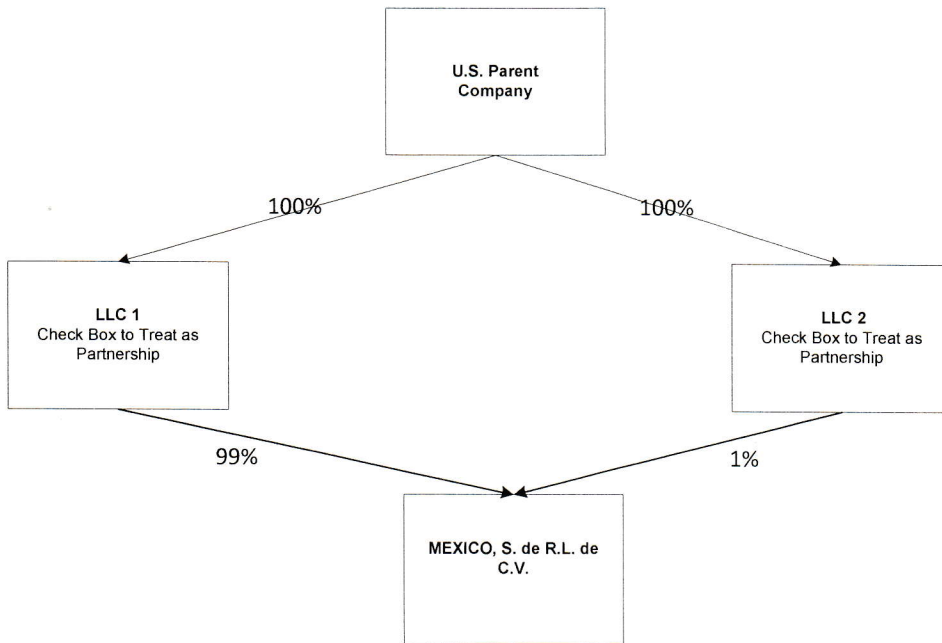 U.S. Parent
Company
100%
100%
LLC 1
Check Box to Treat as
Partnership
LLC 2
Check Box to Treat as
Partnership
99%
1%
MEXICO, S. de R.L. de
C.V.